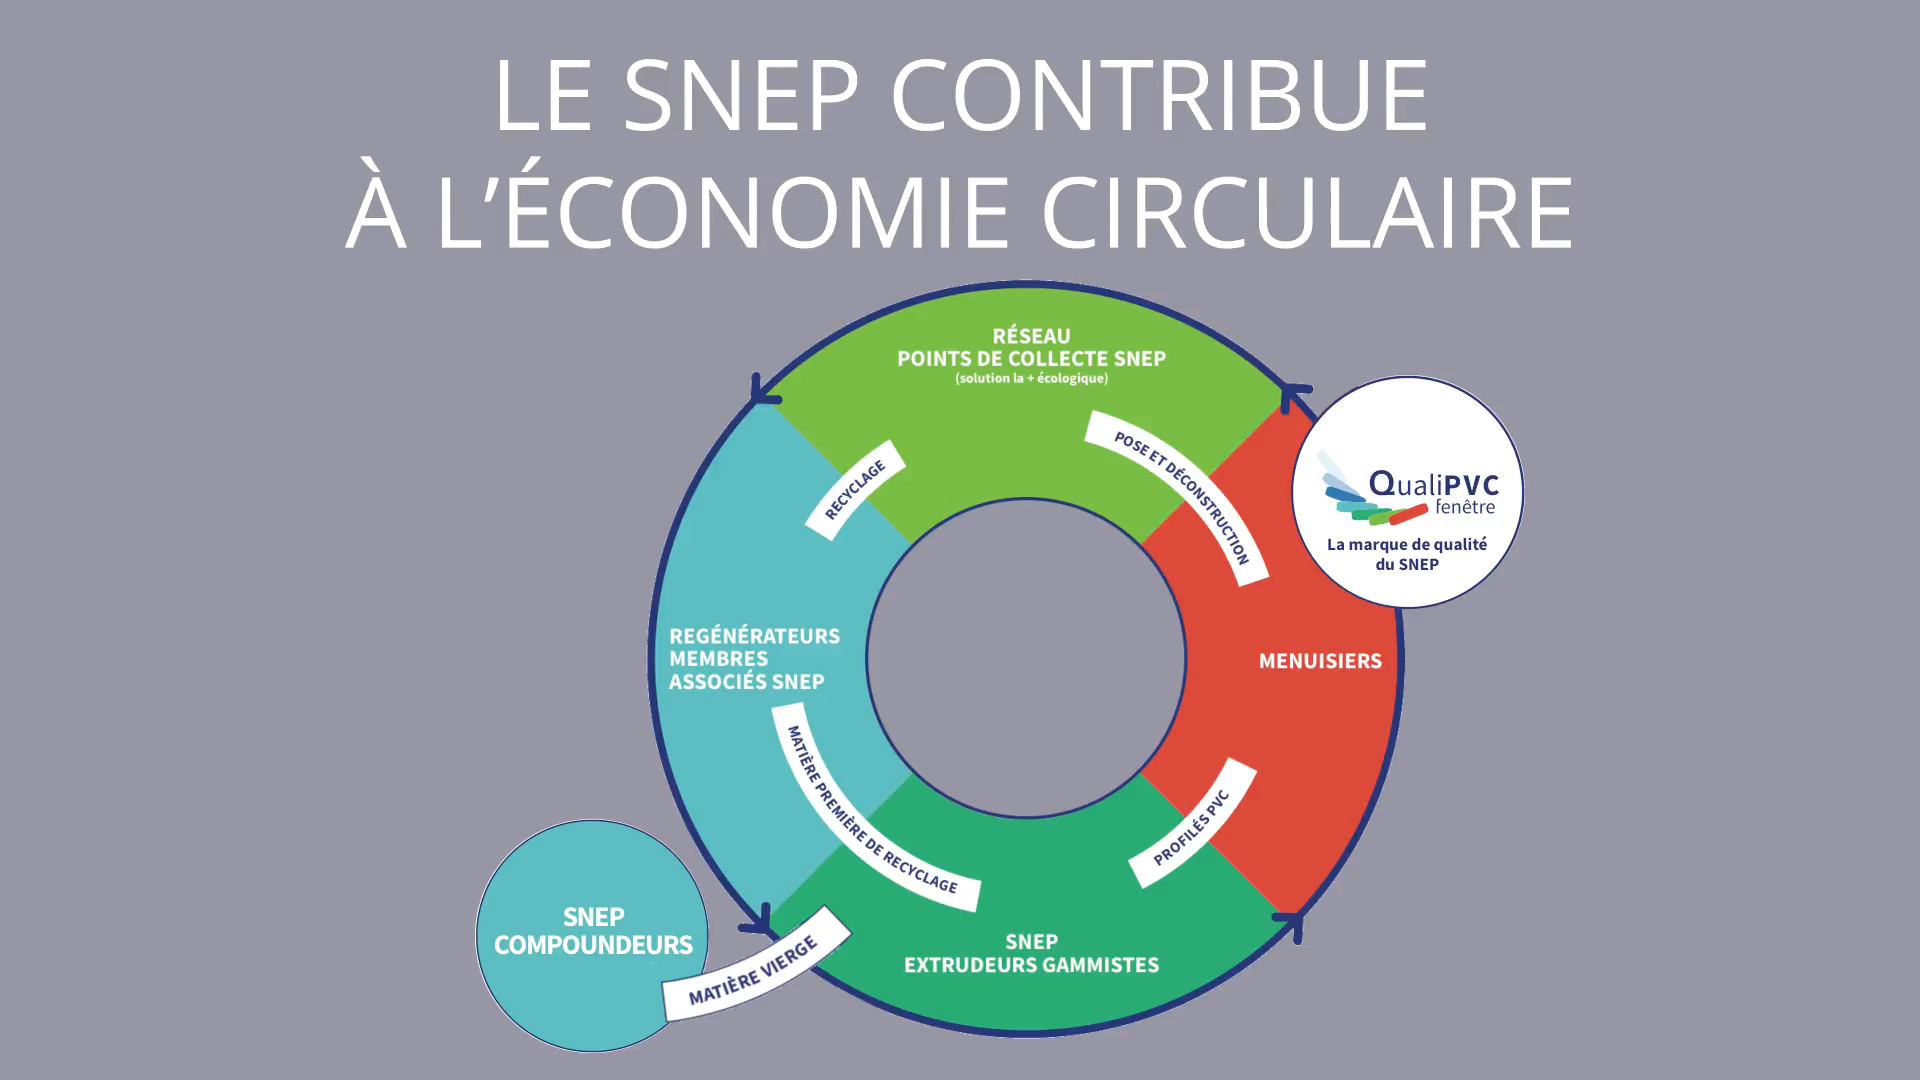 LE SNEP CONTRIBUE
À L’ÉCONOMIE CIRCULAIRE
RÉSEAU
POINTS DE COLLECTE SNEP
(solution la + écologique)
POSE ET DÉCONSTRUCTION
RECYCLAGE
QualiPVC
fenêtre
La marque de qualité
du SNEP
REGÉNÉRATEURS
MEMBRES
ASSOCIÉS SNEP
MENUISIERS
MATIÈRE PREMIÈRE DE RECYCLAGE
PROFILÉS PVC
SNEP
COMPOUNDEURS
MATIÈRE VIERGE
SNEP
EXTRUDEURS GAMMISTES